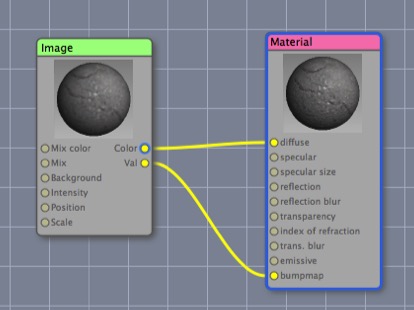 Image
Mix color Color
Mix Val
Background
Intensity
Position
Scale
Material
diffuse
specular
specular size
reflection
reflection blur
transparency
index of refraction
trans. blur
emissive
bumpmap